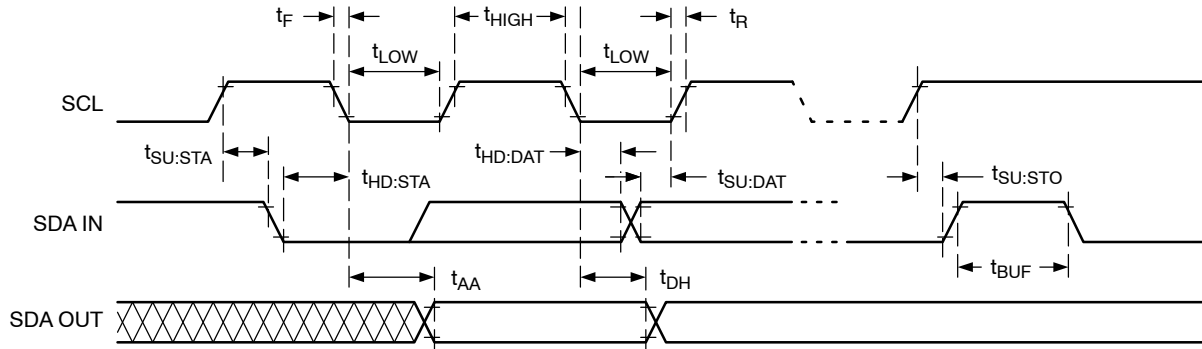 tF
tHIGH
tR
tLOW
tLOW
SCL
tSU:STA
tHD:STA
tHD:DAT
tSU:DAT
tSU:STO
SDA IN
tAA
tDH
tBUF
SDA OUT